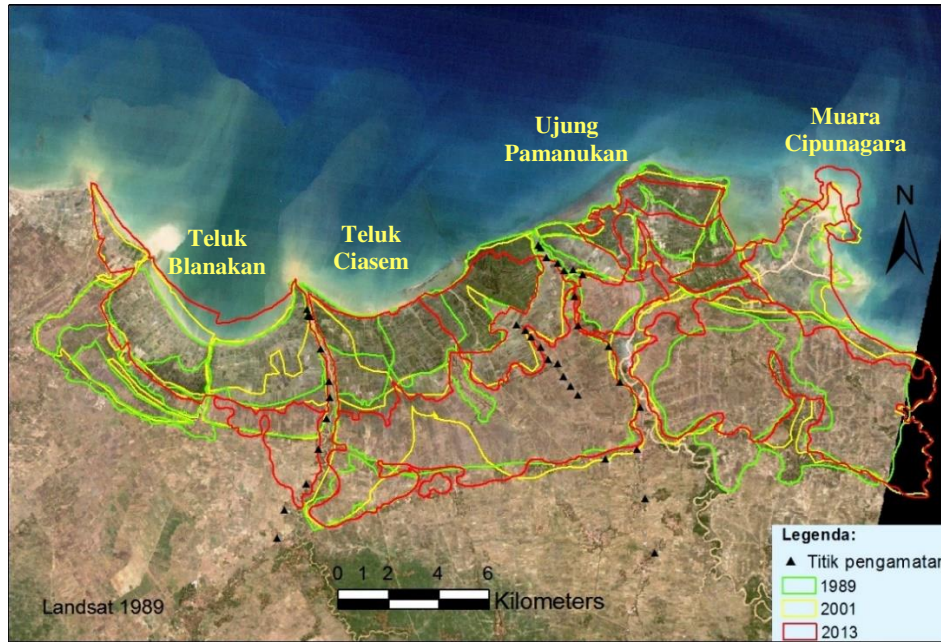 Ujung
Pamanukan
Muara
Cipunagara
Teluk
Blanakan
Teluk
Ciasem
N
0 2 4 6
Kilometers
Landsat 1989
Legenda:
Titik pengamatan
1989
2001
2013